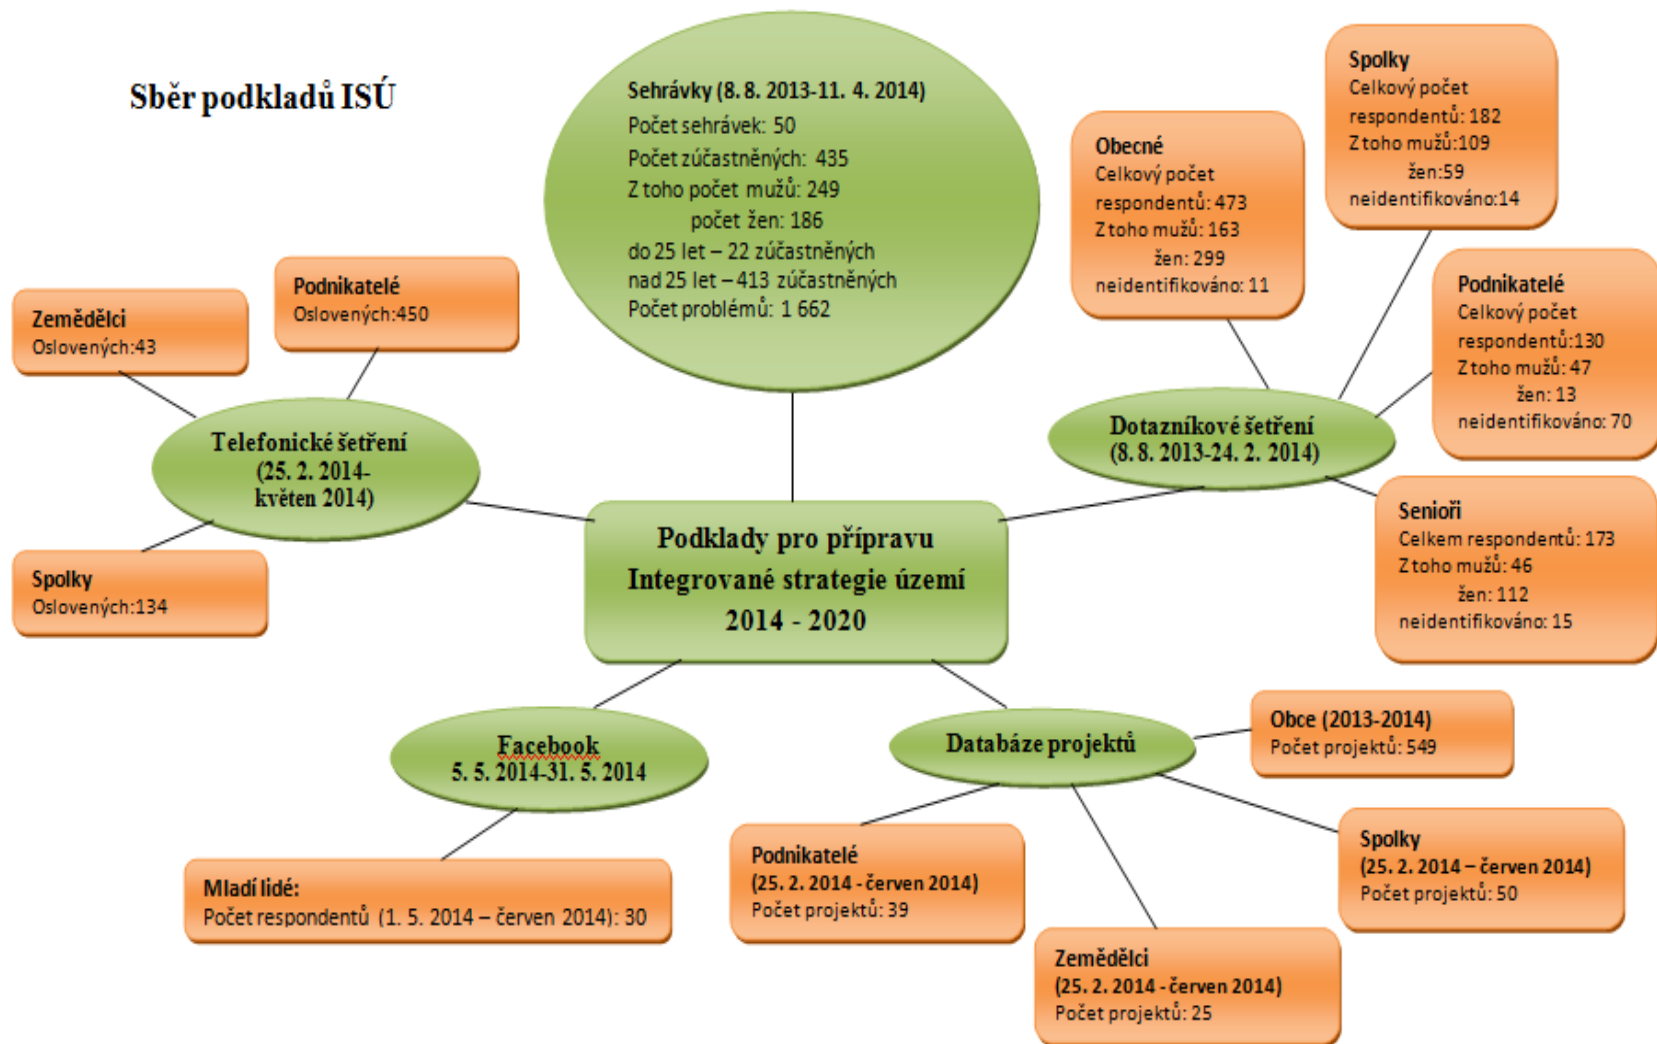 Sběr podkladů ISÚ
Sehrávky (8. 8. 2013-11. 4. 2014)
Počet sehrávek: 50
Počet zúčastněných: 435
Z toho počet mužů: 249
počet žen: 186
do 25 let – 22 zúčastněných
nad 25 let – 413 zúčastněných
Počet problémů: 1 662
Obecné
Celkový počet
respondentů: 473
Z toho mužů: 163
žen: 299
neidentifikováno: 11
Spolky
Celkový počet
respondentů: 182
Z toho mužů:109
žen:59
neidentifikováno:14
Podnikatelé
Celkový počet
respondentů:130
Z toho mužů: 47
žen: 13
neidentifikováno: 70
Senioři
Celkem respondentů: 173
Z toho mužů: 46
žen: 112
neidentifikováno: 15
Dotazníkové šetření
(8. 8. 2013-24. 2. 2014)
Zemědělci
Oslovených:43
Podnikatelé
Oslovených:450
Telefonické šetření
(25. 2. 2014-
květen 2014)
Spolky
Oslovených:134
Podklady pro přípravu
Integrované strategie území
2014 - 2020
Facebook
5. 5. 2014-31. 5. 2014
Mladí lidé:
Počet respondentů (1. 5. 2014 – červen 2014): 30
Databáze projektů
Obce (2013-2014)
Počet projektů: 549
Spolky
(25. 2. 2014 – červen 2014)
Počet projektů: 50
Podnikatelé
(25. 2. 2014 - červen 2014)
Počet projektů: 39
Zemědělci
(25. 2. 2014 - červen 2014)
Počet projektů: 25